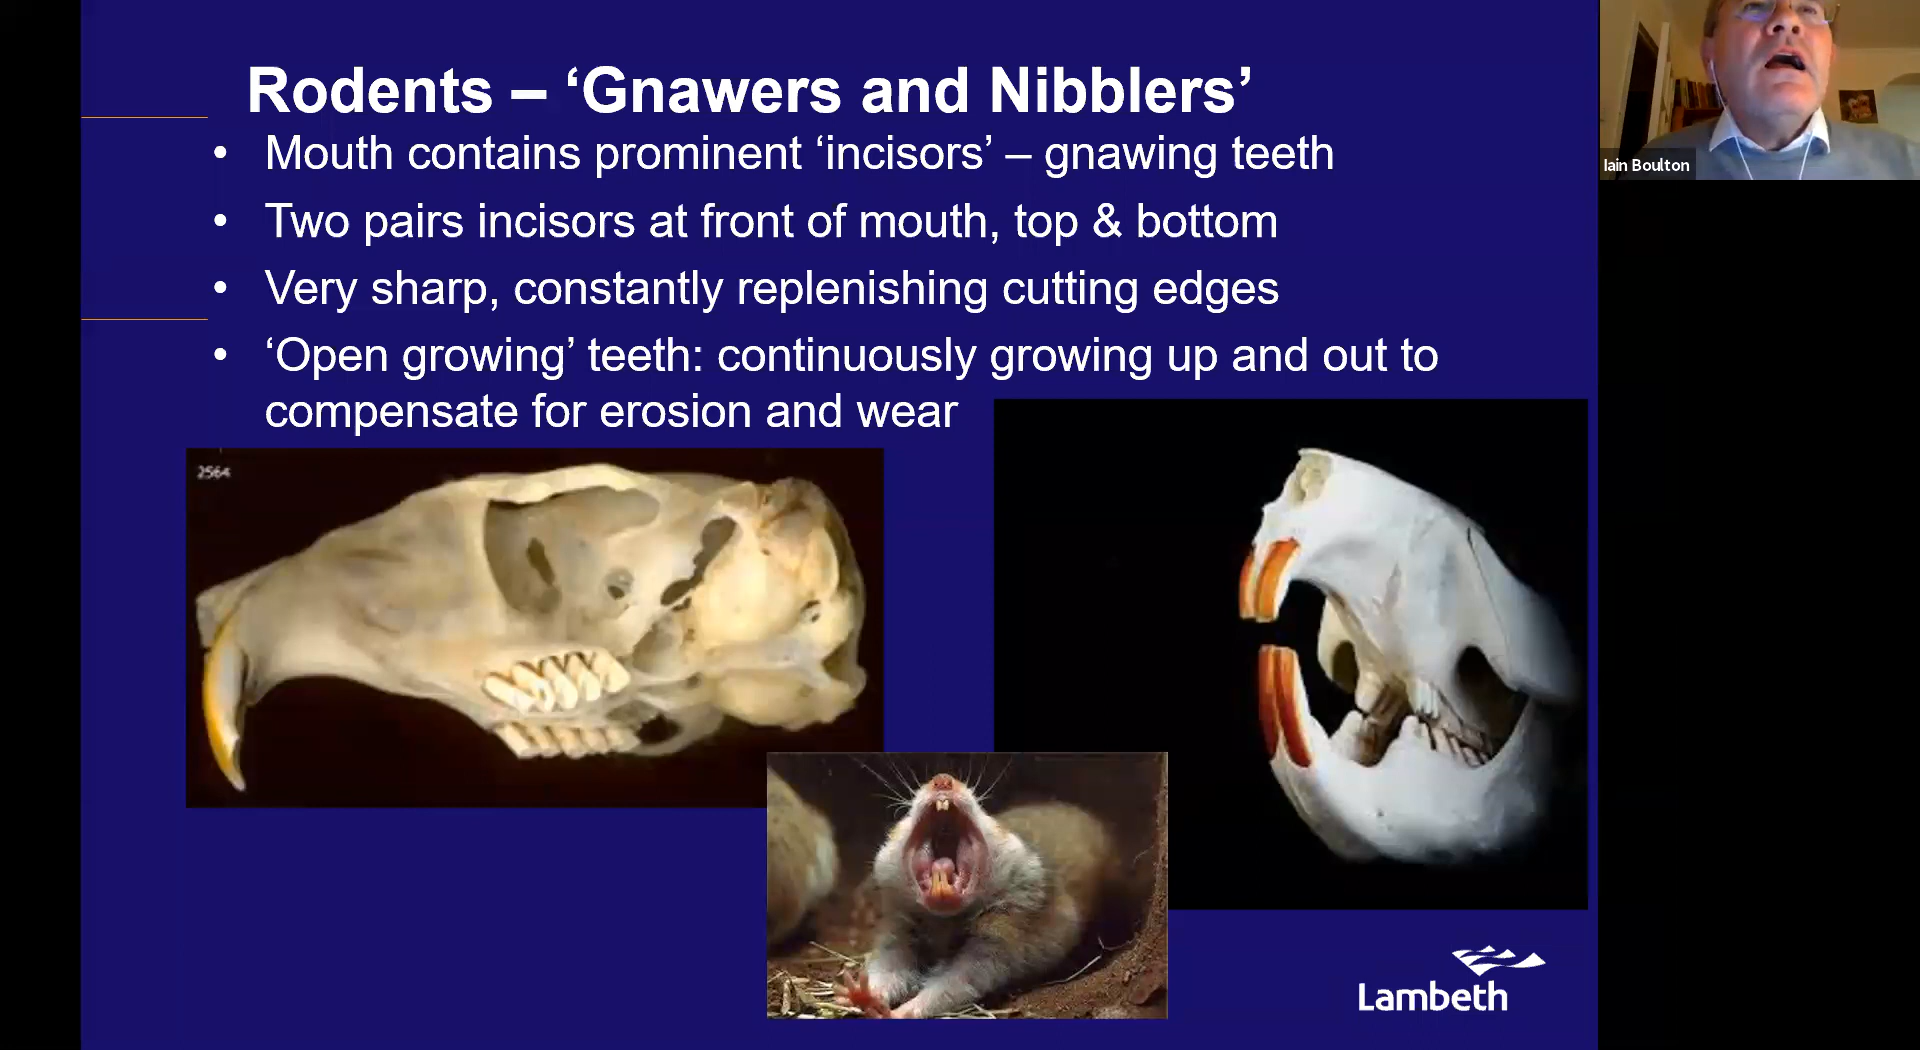 Rodents – ‘Gnawers and Nibblers’
• Mouth contains prominent ‘incisors’ – gnawing teeth
• Two pairs incisors at front of mouth, top & bottom
• Very sharp, constantly replenishing cutting edges
• ‘Open growing’ teeth: continuously growing up and out to
compensate for erosion and wear
2564
Lambeth
Iain Boulton